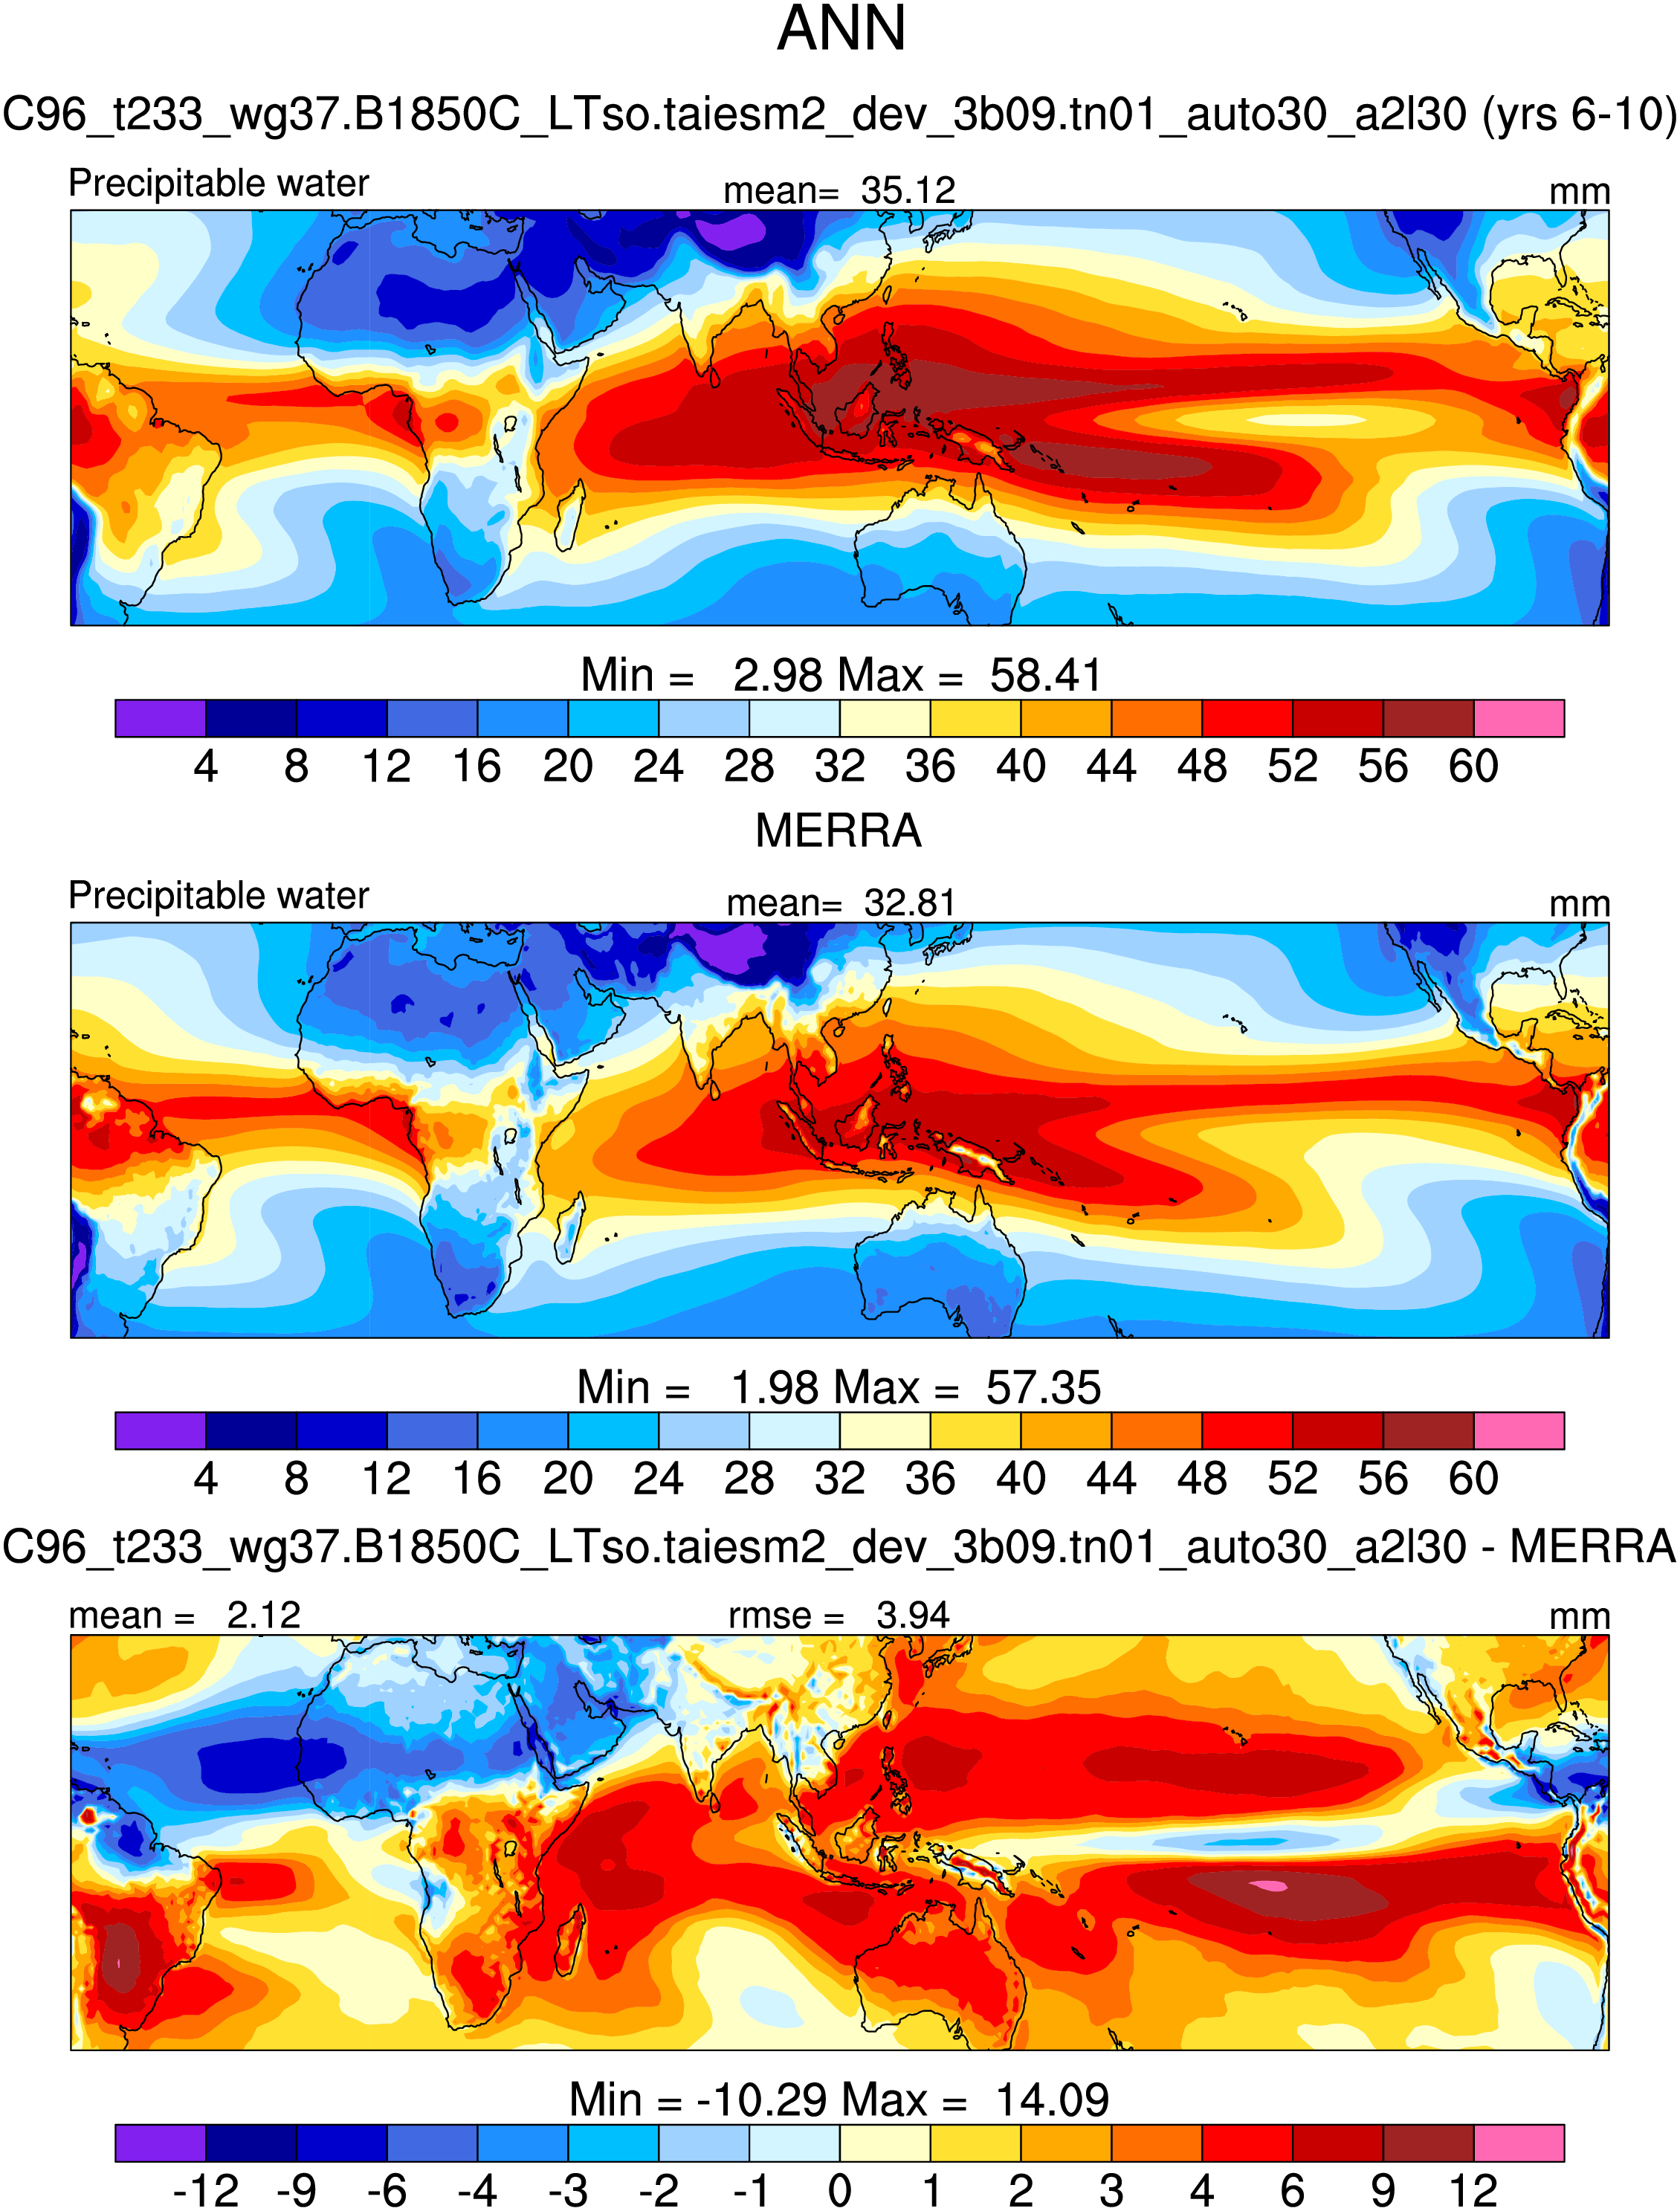 ANN
C96_t233_wg37.B1850C_LTso.taiesm2_dev_3b09.tn01_auto30_a2l30 (yrs 6-10)
Precipitable water mean= 35.12 mm
Min = 2.98 Max = 58.41
4 8 12 16 20 24 28 32 36 40 44 48 52 56 60
MERRA
Precipitable water mean= 32.81 mm
Min = 1.98 Max = 57.35
4 8 12 16 20 24 28 32 36 40 44 48 52 56 60
C96_t233_wg37.B1850C_LTso.taiesm2_dev_3b09.tn01_auto30_a2l30 - MERRA
mean = 2.12 rmse = 3.94 mm
Min = -10.29 Max = 14.09
-12 -9 -6 -4 -3 -2 -1 0 1 2 3 4 6 9 12